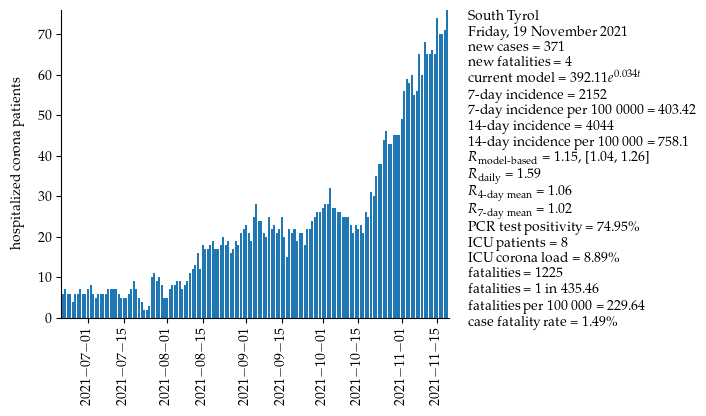 hospitalized corona patients
70
60
50
40
30
20
10
0
2021−07−01
2021−07−15
2021−08−01
2021−08−15
2021−09−01
2021−09−15
2021−10−01
2021−10−15
2021−11−01
2021−11−15
South Tyrol
Friday, 19 November 2021
new cases = 371
new fatalities = 4
current model = 392.11e^0.034t
7-day incidence = 2152
7-day incidence per 100 0000 = 403.42
14-day incidence = 4044
14-day incidence per 100 000 = 758.1
R model-based = 1.15, [1.04, 1.26]
R daily = 1.59
R 4-day mean = 1.06
R 7-day mean = 1.02
PCR test positivity = 74.95%
ICU patients = 8
ICU corona load = 8.89%
fatalities = 1225
fatalities = 1 in 435.46
fatalities per 100 000 = 229.64
case fatality rate = 1.49%